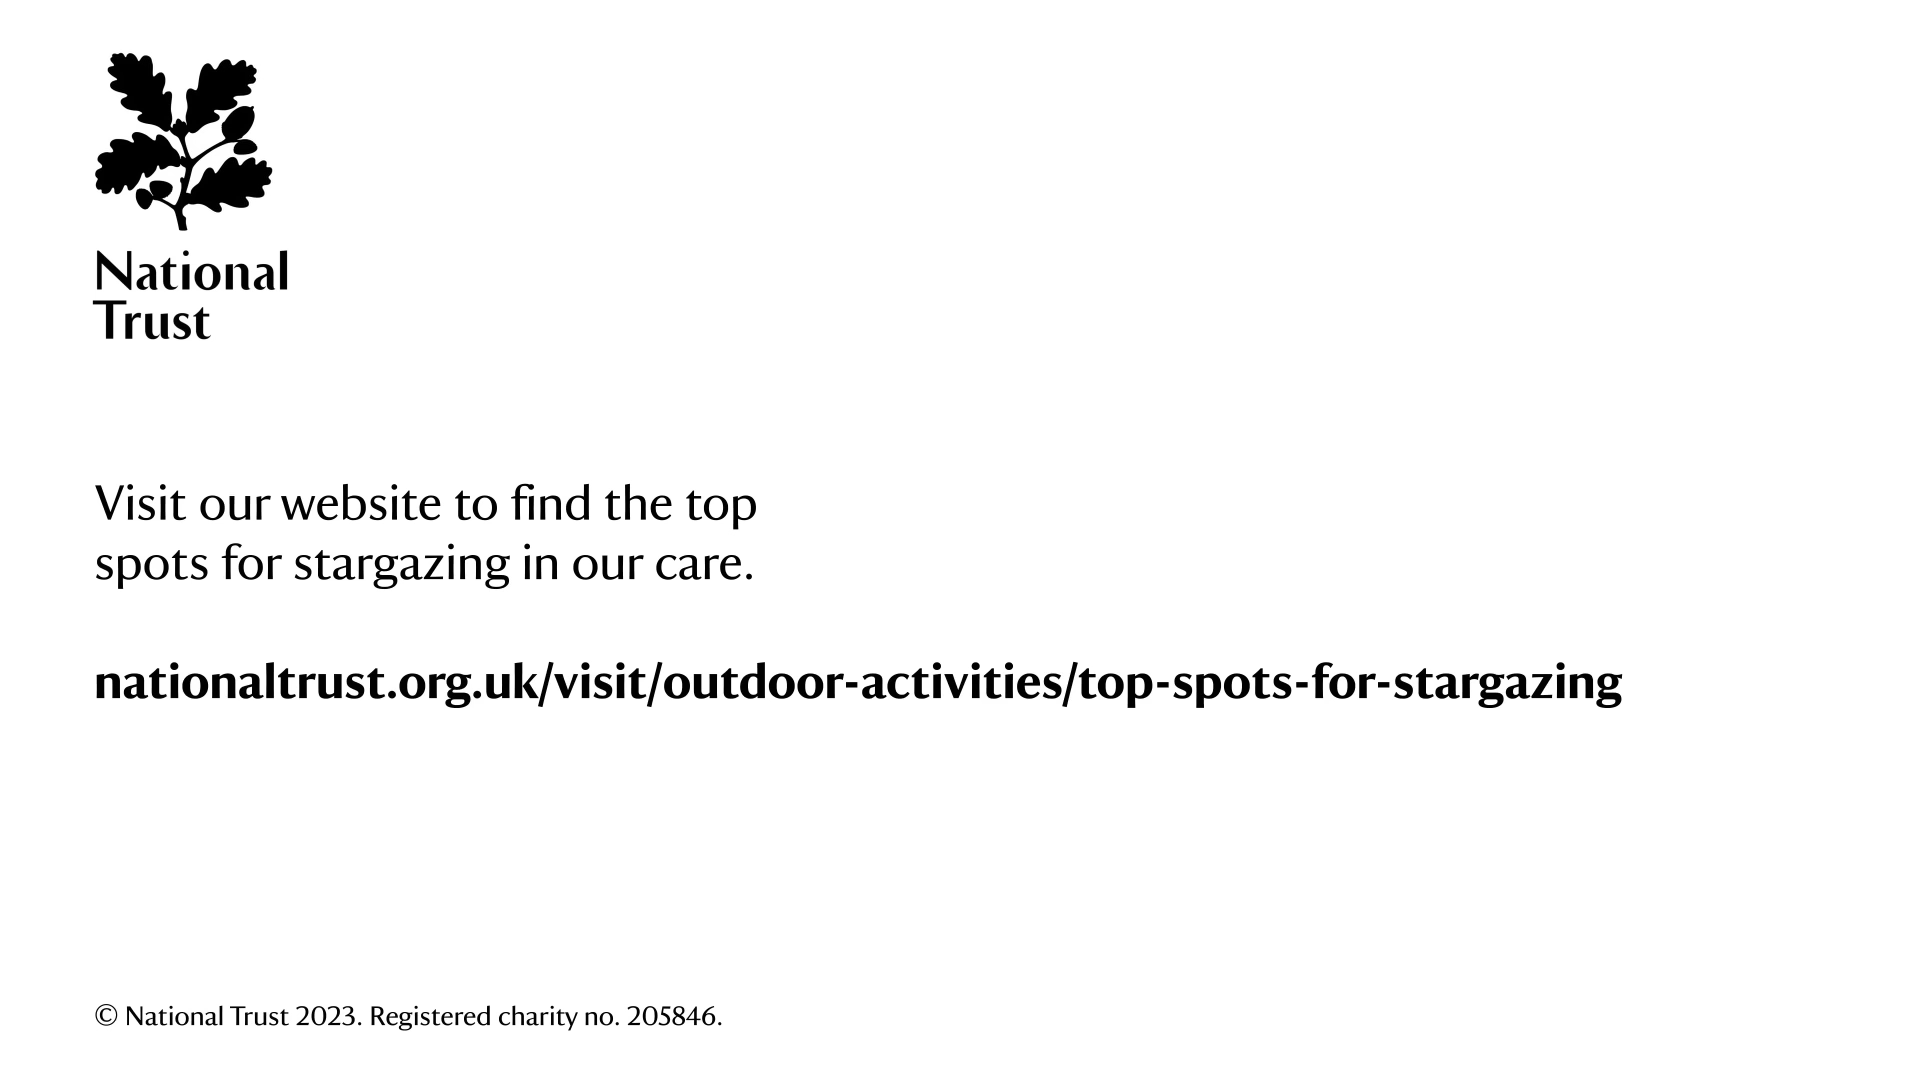 National
Trust
Visit our website to find the top
spots for stargazing in our care.
nationaltrust.org.uk/visit/outdoor-activities/top-spots-for-stargazing
© National Trust 2023. Registered charity no. 205846.